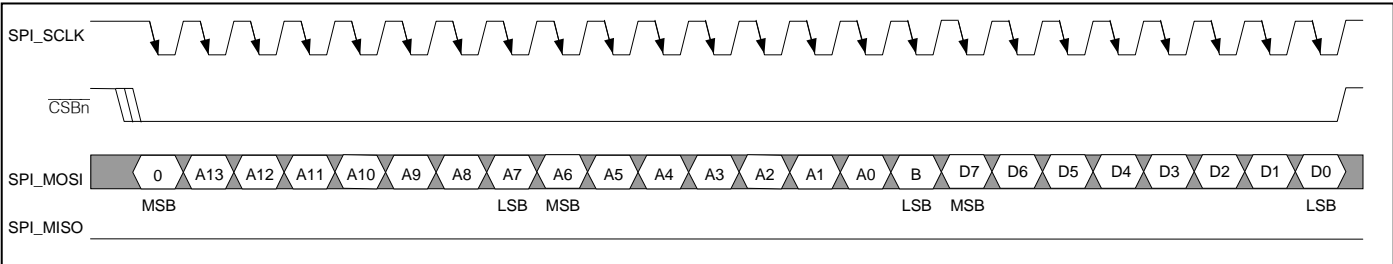 SPI_SCLK
CSBn
SPI_MOSI 0 A13 A12 A11 A10 A9 A8 A7 A6 A5 A4 A3 A2 A1 A0 B D7 D6 D5 D4 D3 D2 D1 D0
MSB LSB MSB LSB MSB LSB
SPI_MISO